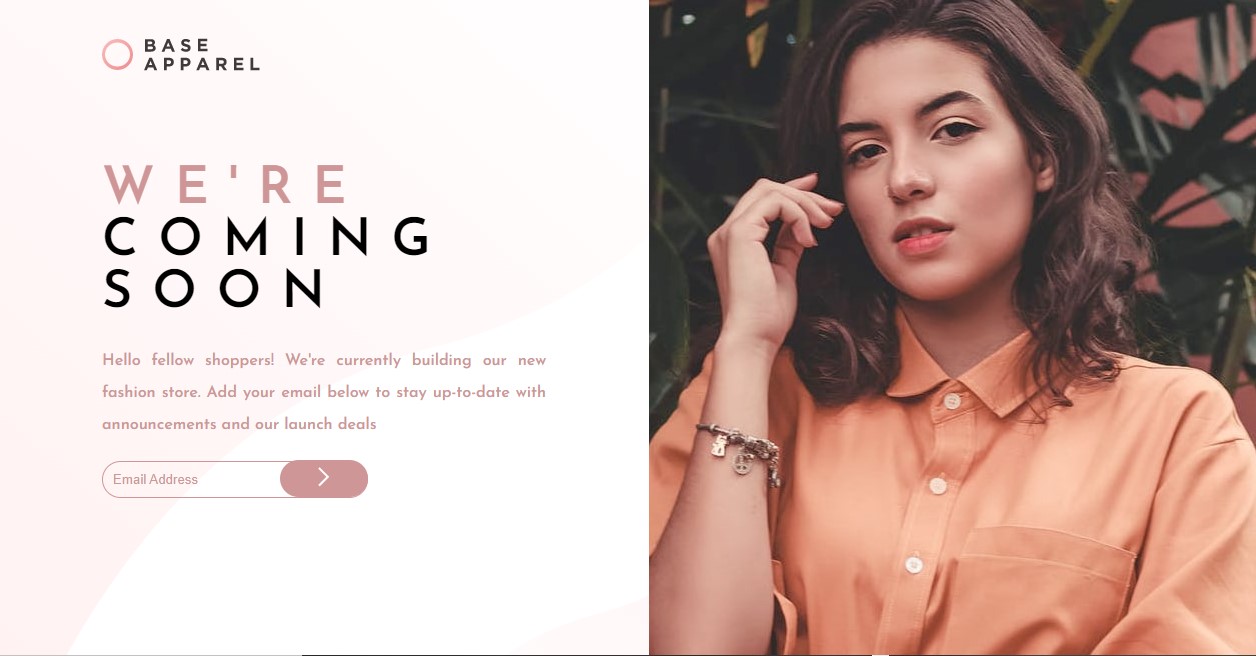 BASE
APPAREL
WE'RE
COMING
SOON
Hello fellow shoppers! We're currently building our new
fashion store. Add your email below to stay up-to-date with
announcements and our launch deals
Email Address